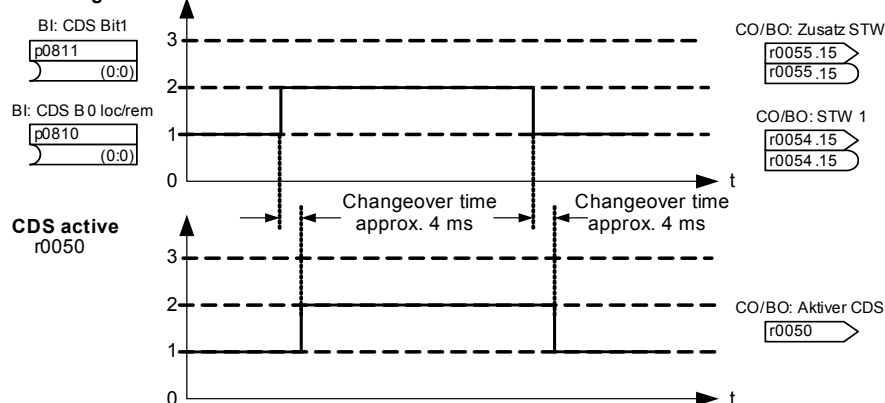 BI: CDS Bit1
p0811
(0:0)
BI: CDS B 0 loc/rem
p0810
(0:0)
3
2
1
0
t
CO/BO: Zusatz STW
r0055 .15
r0055 .15
CO/BO: STW 1
r0054 .15
r0054 .15
Changeover time
approx. 4 ms
Changeover time
approx. 4 ms
CDS active
r0050
3
2
1
0
t
CO/BO: Aktiver CDS
r0050